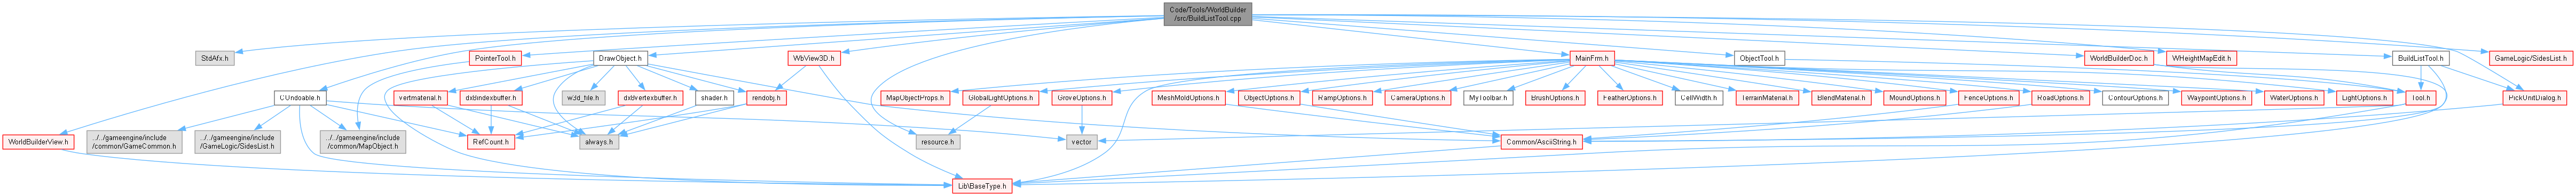 Code/Tools/WorldBuilder
/src/BuildListTool.cpp
StdAfx.h
PointerTool.h
DrawObject.h
WbView3D.h
MainFrm.h
ObjectTool.h
WorldBuilderDoc.h
WHeightMapEdit.h
BuildListTool.h
GameLogic/SidesList.h
CUndoable.h
vertmaterial.h
dx8indexbuffer.h
w3d_file.h
dx8vertexbuffer.h
shader.h
rendobj.h
MapObjectProps.h
GlobalLightOptions.h
GroveOptions.h
MeshMoldOptions.h
ObjectOptions.h
RampOptions.h
CameraOptions.h
MyToolbar.h
BrushOptions.h
FeatherOptions.h
CellWidth.h
TerrainMaterial.h
BlendMaterial.h
MoundOptions.h
FenceOptions.h
RoadOptions.h
ContourOptions.h
WaypointOptions.h
WaterOptions.h
LightOptions.h
Tool.h
PickUnitDialog.h
WorldBuilderView.h
../../gameengine/include
/common/GameCommon.h
../../gameengine/include
/GameLogic/SidesList.h
../../gameengine/include
/common/MapObject.h
RefCount.h
always.h
resource.h
vector
Common/AsciiString.h
Lib\BaseType.h